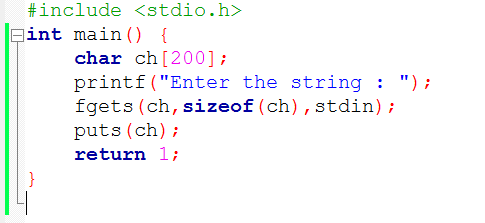 #include <stdio.h>
int main() {
    char ch[200];
    printf("Enter the string : ");
    fgets(ch,sizeof(ch),stdin);
    puts(ch);
    return 1;
}